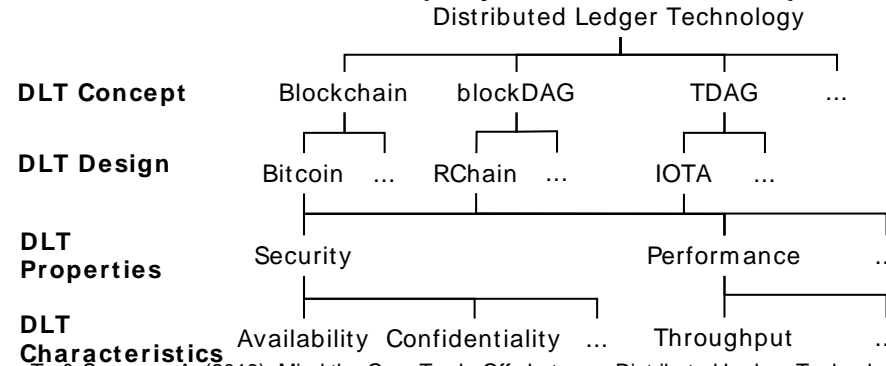 Distributed Ledger Technology
DLT Concept Blockchain blockDAG TDAG ...
DLT Design Bitcoin ... RChain ... IOTA ...
DLT
Properties Security Performance ..
DLT
Characteristics Availability Confidentiality ... Throughput ..